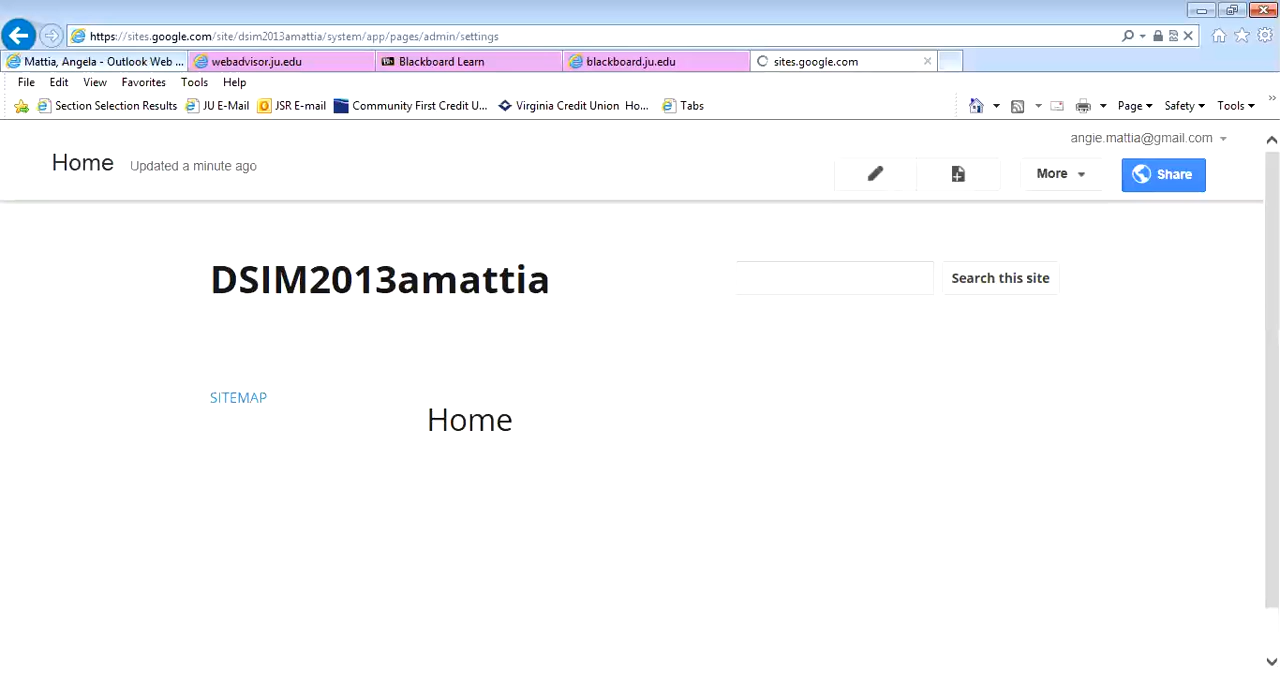 https://sites.google.com/site/dsim2013amattia/system/app/pages/admin/settings
Mattia, Angela - Outlook Web ... webadvisor.ju.edu Blackboard Learn blackboard.ju.edu sites.google.com
File Edit View Favorites Tools Help
Section Selection Results JU E-Mail JSR E-mail Community First Credit U... Virginia Credit Union Ho... Tabs Page Safety Tools
angie.mattia@gmail.com
Home Updated a minute ago More Share
DSIM2013amattia Search this site
SITEMAP
Home